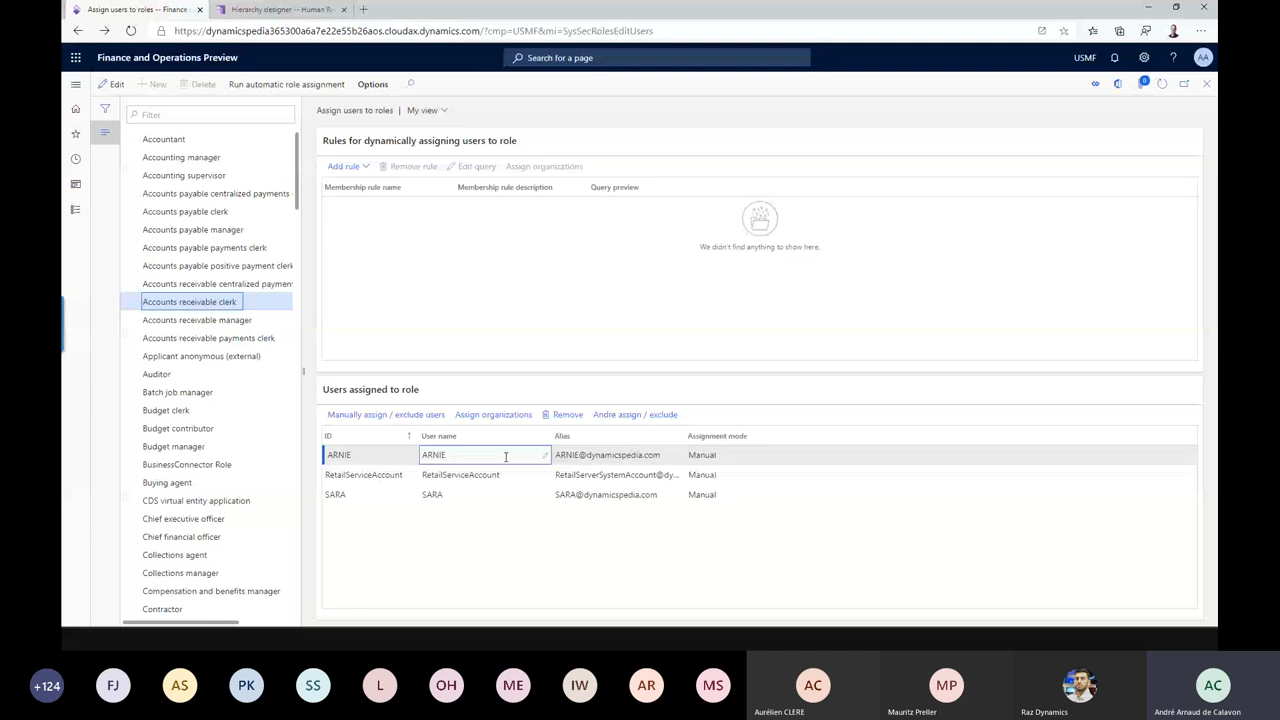 Assign users to roles -- Finance
Hierarchy designer -- Human R
https://dynamicspedia365300a6a7e22e55b26aos.cloudax.dynamics.com/?cmp=USMF&mi=SysSecRolesEditUsers
Finance and Operations Preview
Search for a page
USMF
AA
Edit
New
Delete
Run automatic role assignment
Options
0
Filter
Accountant
Accounting manager
Accounting supervisor
Accounts payable centralized payments
Accounts payable clerk
Accounts payable manager
Accounts payable payments clerk
Accounts payable positive payment clerk
Accounts receivable centralized payment
Accounts receivable clerk
Accounts receivable manager
Accounts receivable payments clerk
Applicant anonymous (external)
Auditor
Batch job manager
Budget clerk
Budget contributor
Budget manager
BusinessConnector Role
Buying agent
CDS virtual entity application
Chief executive officer
Chief financial officer
Collections agent
Collections manager
Compensation and benefits manager
Contractor
Assign users to roles | My view
Rules for dynamically assigning users to role
Add rule Remove rule Edit query Assign organizations
Membership rule name Membership rule description Query preview
We didn't find anything to show here.
Users assigned to role
Manually assign / exclude users Assign organizations Remove Andre assign / exclude
ID User name Alias Assignment mode
ARNIE ARNIE ARNIE@dynamicspedia.com Manual
RetailServiceAccount RetailServiceAccount RetailServerSystemAccount@dy... Manual
SARA SARA SARA@dynamicspedia.com Manual
+124 FJ AS PK SS L OH ME IW AR MS AC MP AC
Aurélien CLERE Mauritz Preller Raz Dynamics André Arnaud de Calavon